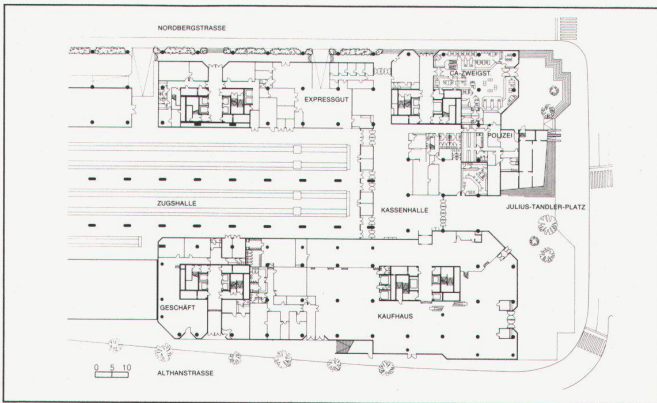 NORDBERGSTRASSE
CA-ZWEIGST.
EXPRESSGUT
POLIZEI
ZUGSHALLE
KASSENHALLE
JULIUS-TANDLER-PLATZ
GESCHÄFT
KAUFHAUS
0 5 10
ALTHANSTRASSE